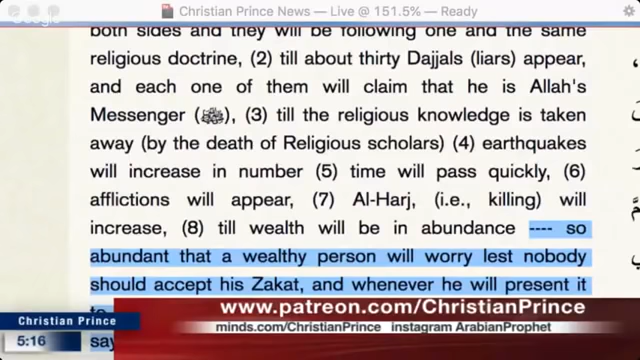 Christian Prince News — Live @ 151.5% — Ready
Google
both sides and they will be following one and the same
religious doctrine, (2) till about thirty Dajjals (liars) appear,
and each one of them will claim that he is Allah's
Messenger (ﷺ), (3) till the religious knowledge is taken
away (by the death of Religious scholars) (4) earthquakes
will increase in number (5) time will pass quickly, (6)
afflictions will appear, (7) Al-Harj, (i.e., killing) will
increase, (8) till wealth will be in abundance ---- so
abundant that a wealthy person will worry lest nobody
should accept his Zakat, and whenever he will present it
www.patreon.com/ChristianPrince
Christian Prince
minds.com/ChristianPrince instagram ArabianProphet
5:16